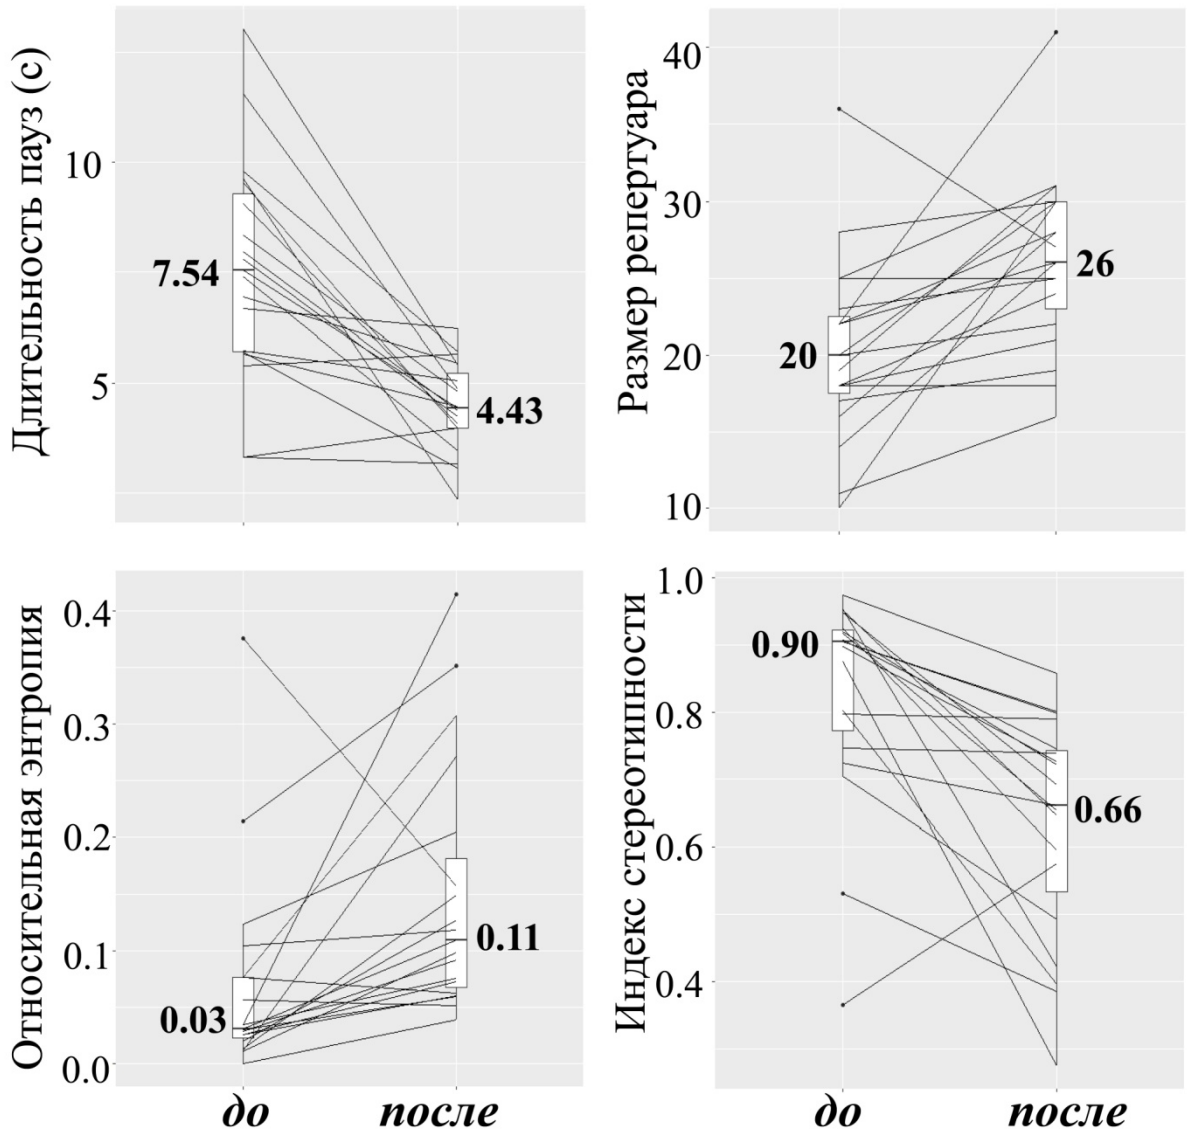 Длительность пауз (с)
10
5
7.54
4.43
Размер репертуара
40
30
20
10
20
26
Относительная энтропия
0.4
0.3
0.2
0.1
0.0
0.03
0.11
до
после
Индекс стереотипности
1.0
0.8
0.6
0.4
0.90
0.66
до
после